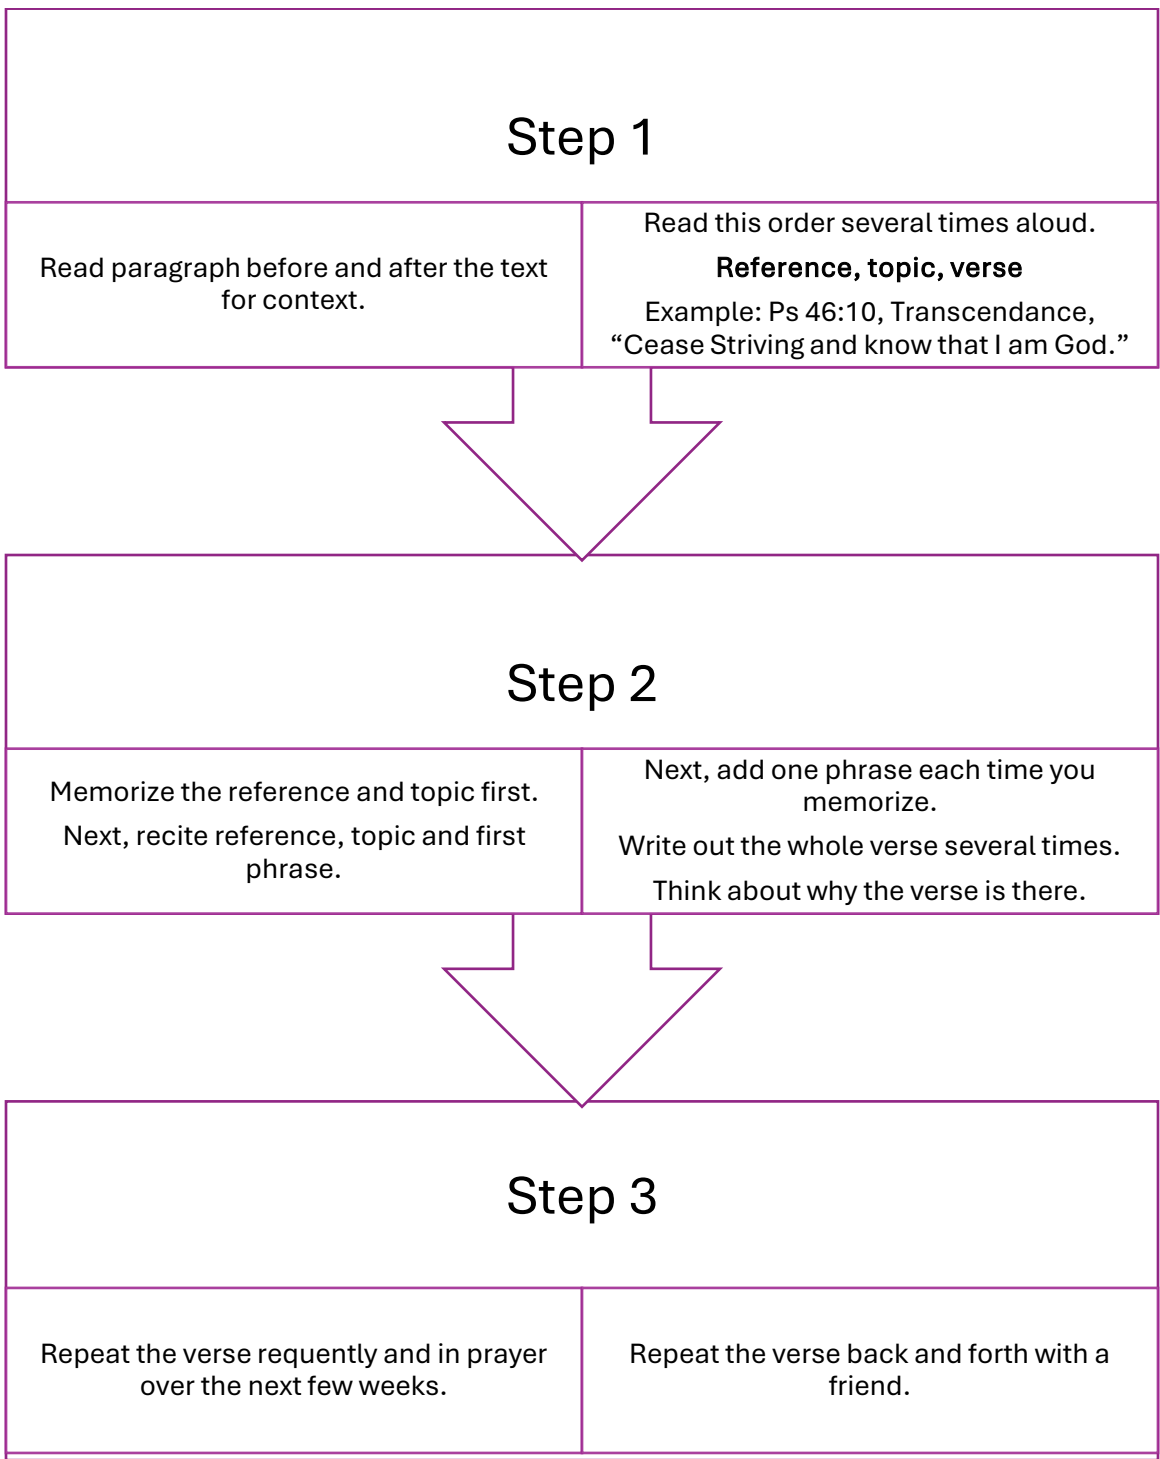 Step 1
Read paragraph before and after the text
for context.
Read this order several times aloud.
Reference, topic, verse
Example: Ps 46:10, Transcendance,
“Cease Striving and know that I am God.”
Step 2
Memorize the reference and topic first.
Next, recite reference, topic and first
phrase.
Next, add one phrase each time you
memorize.
Write out the whole verse several times.
Think about why the verse is there.
Step 3
Repeat the verse requently and in prayer
over the next few weeks.
Repeat the verse back and forth with a
friend.